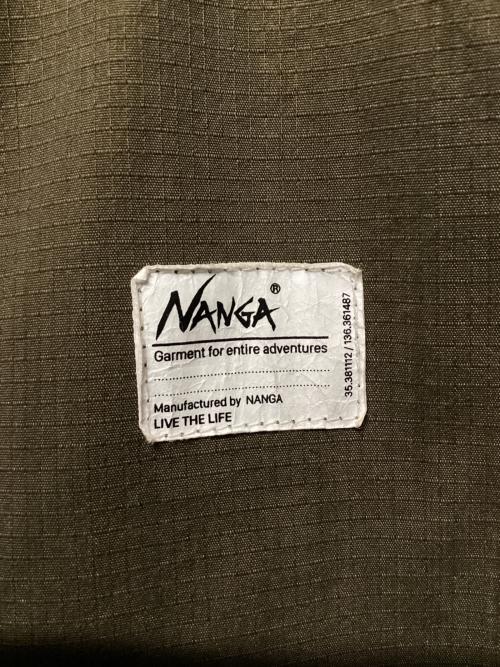 NANGA®
Garment for entire adventures
Manufactured by NANGA
LIVE THE LIFE
35.381112 / 136.361487